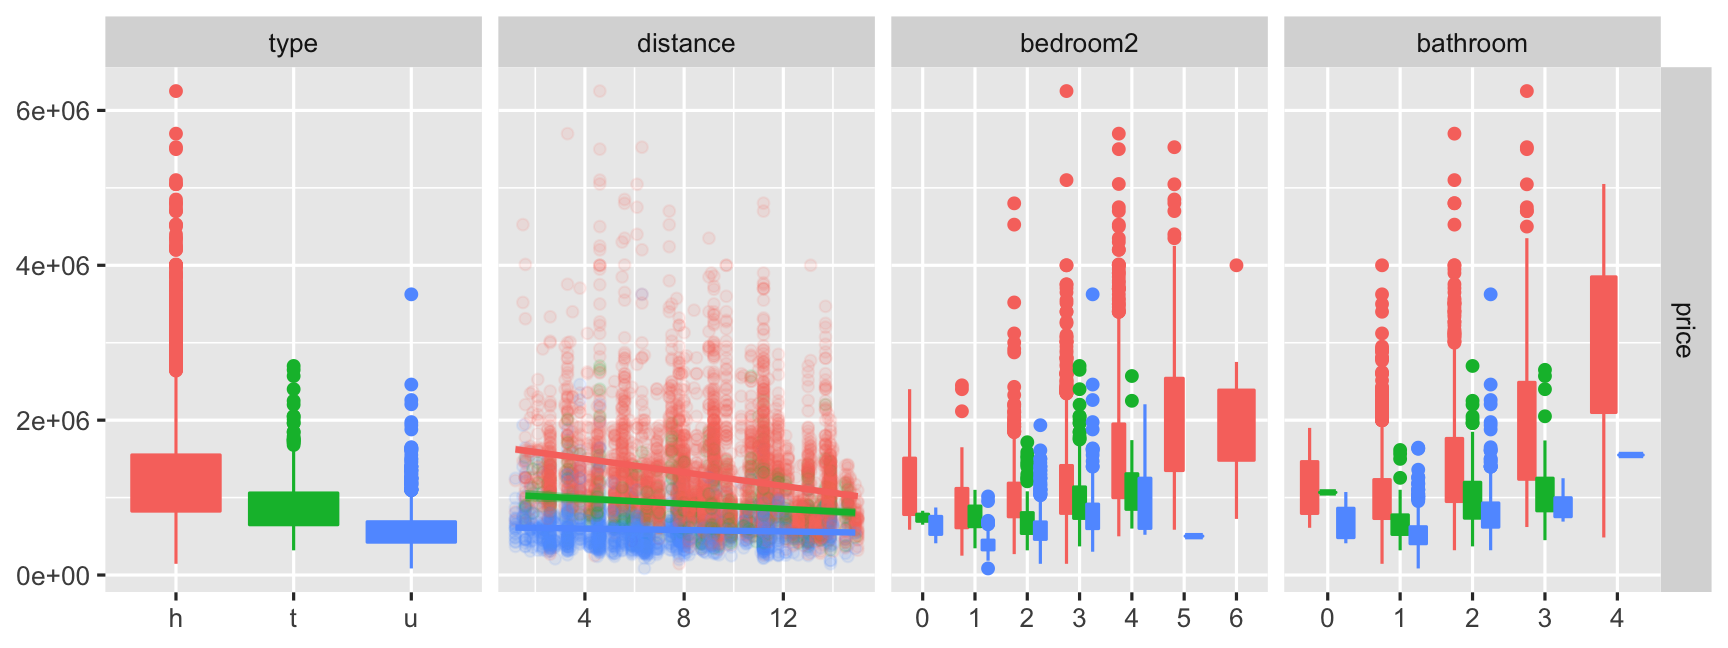 type distance bedroom2 bathroom
6e+06
4e+06
2e+06
0e+00
price
h t u 4 8 12 0 1 2 3 4 5 6 0 1 2 3 4